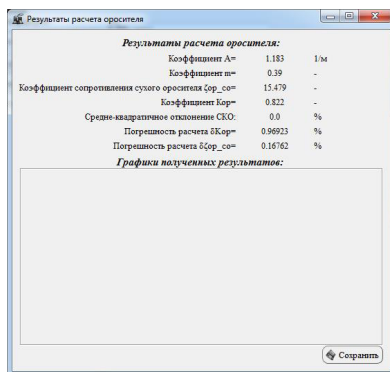 Результаты расчета оросителя
Результаты расчета оросителя:
Коэффициент A= 1.183 1/м
Коэффициент m= 0.39 -
Коэффициент сопротивления сухого оросителя ζор_со= 15.479 -
Коэффициент Кор= 0.822 -
Средне-квадратичное отклонение СКО: 0.0 %
Погрешность расчета δКор= 0.96923 %
Погрешность расчета δζор_со= 0.16762 %
Графики полученных результатов:
Сохранить